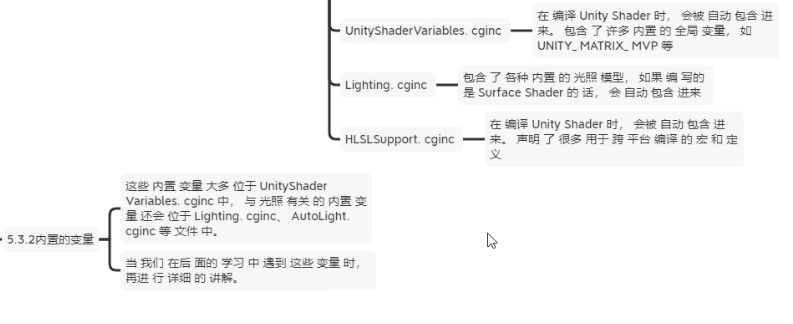 UnityShaderVariables. cginc
在 编译 Unity Shader 时， 会被 自动 包含 进
来。 包含 了 许多 内置 的 全局 变量， 如
UNITY_ MATRIX_ MVP 等
Lighting. cginc
包含 了 各种 内置 的 光照 模型， 如果 编 写的
是 Surface Shader 的 话， 会 自动 包含 进来
HLSLSupport. cginc
在 编译 Unity Shader 时， 会被 自动 包含 进
来。 声明 了 很多 用于 跨 平台 编译 的 宏 和 定
义
5.3.2内置的变量
这些 内置 变量 大多 位于 UnityShader
Variables. cginc 中， 与 光照 有关 的 内置 变
量 还会 位于 Lighting. cginc、 AutoLight.
cginc 等 文件 中。
当 我们 在后 面的 学习 中 遇到 这些 变量 时，
再进 行 详细 的 讲解。